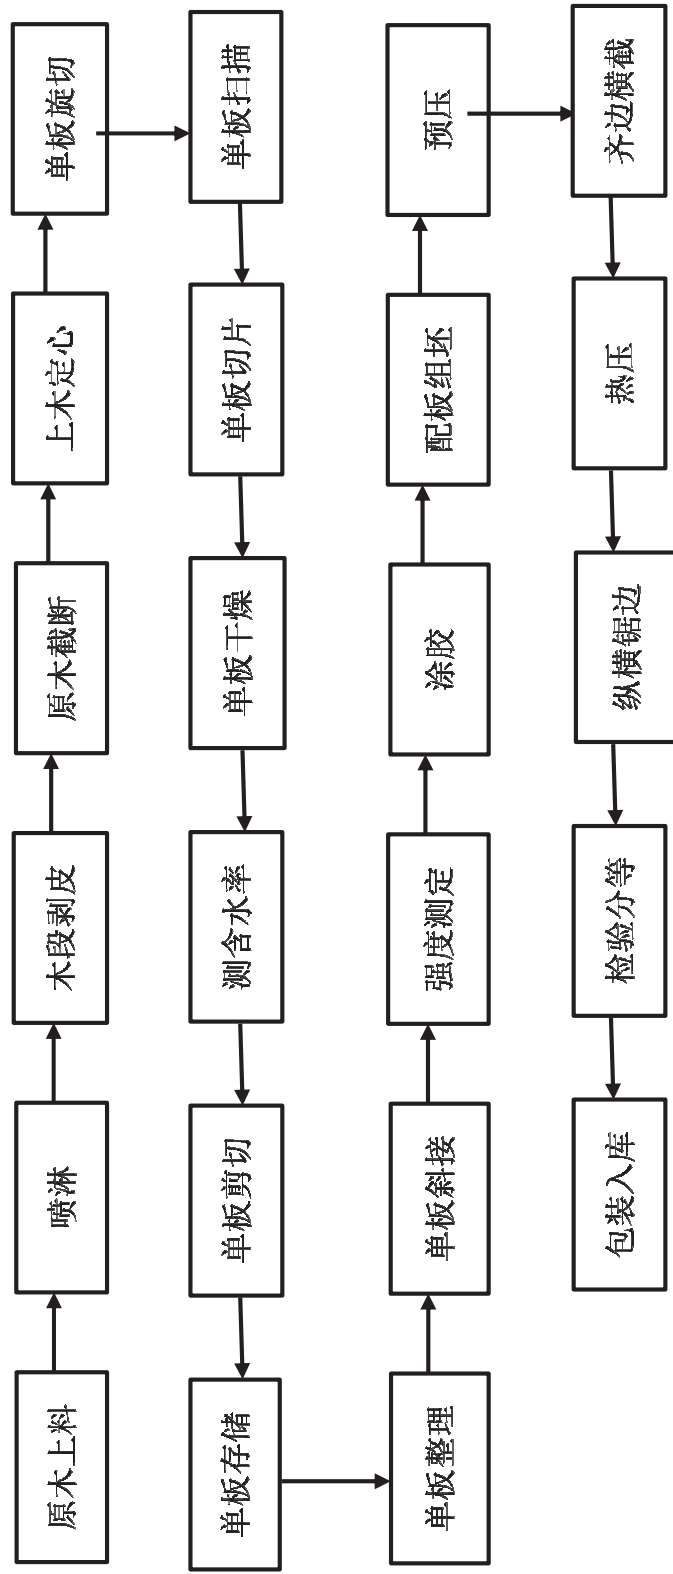 原木上料
喷淋
木段剥皮
原木截断
上木定心
单板旋切
单板扫描
单板切片
单板干燥
测含水率
单板剪切
单板存储
单板整理
单板斜接
强度测定
涂胶
配板组坯
预压
齐边横截
热压
纵横锯边
检验分等
包装入库